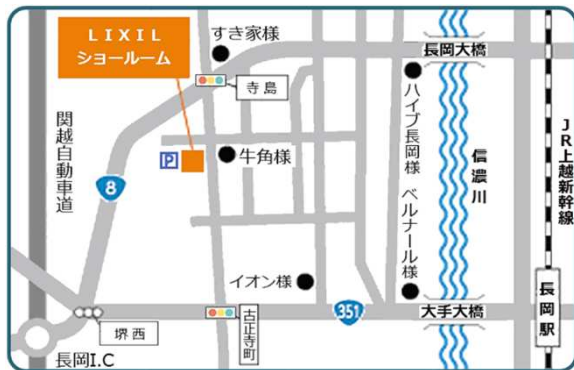 LIXIL
ショールーム
すき家様
長岡大橋
寺島
関越自動車道
8
P
牛角様
ハイブ長岡様
ベルナール様
信濃川
JR上越新幹線
イオン様
351
大手大橋
長岡駅
古正寺町
堺西
長岡I.C